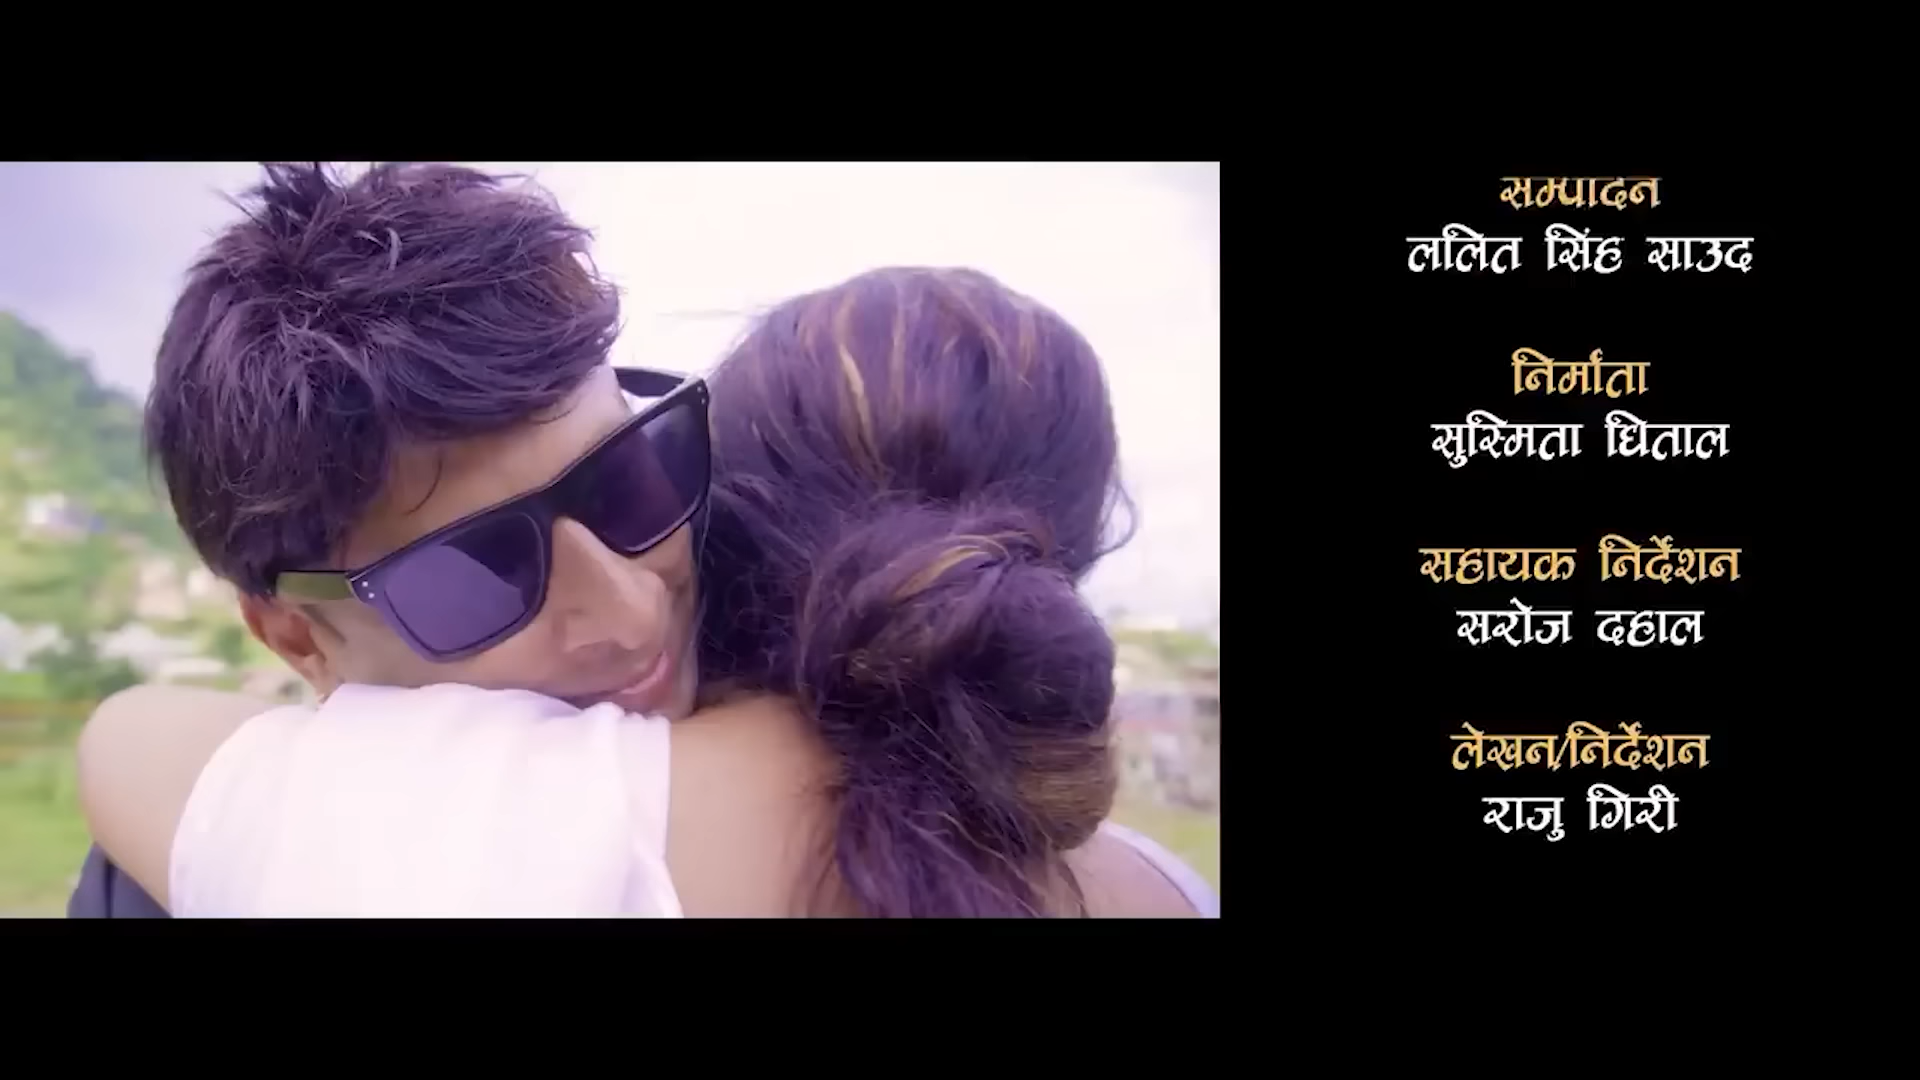 सम्पादन
ललित सिंह साउद
निर्माता
सुस्मिता धिताल
सहायक निर्देशन
सरोज दहाल
लेखन/निर्देशन
राजु गिरी